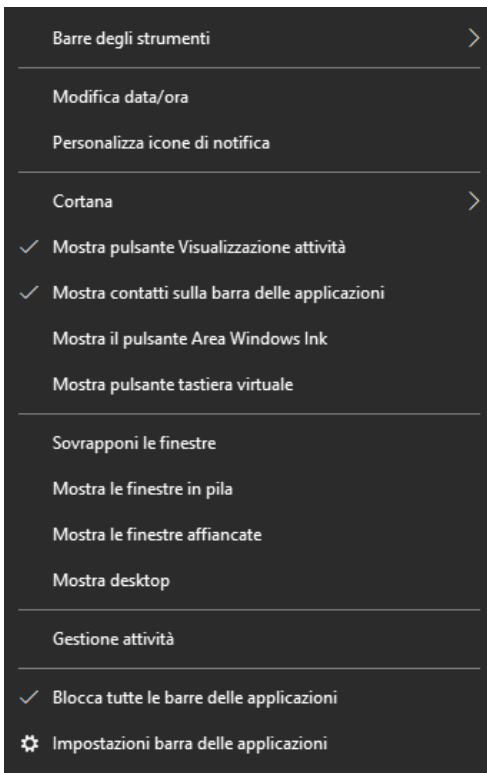 Barre degli strumenti
Modifica data/ora
Personalizza icone di notifica
Cortana
Mostra pulsante Visualizzazione attività
Mostra contatti sulla barra delle applicazioni
Mostra il pulsante Area Windows Ink
Mostra pulsante tastiera virtuale
Sovrapponi le finestre
Mostra le finestre in pila
Mostra le finestre affiancate
Mostra desktop
Gestione attività
Blocca tutte le barre delle applicazioni
Impostazioni barra delle applicazioni